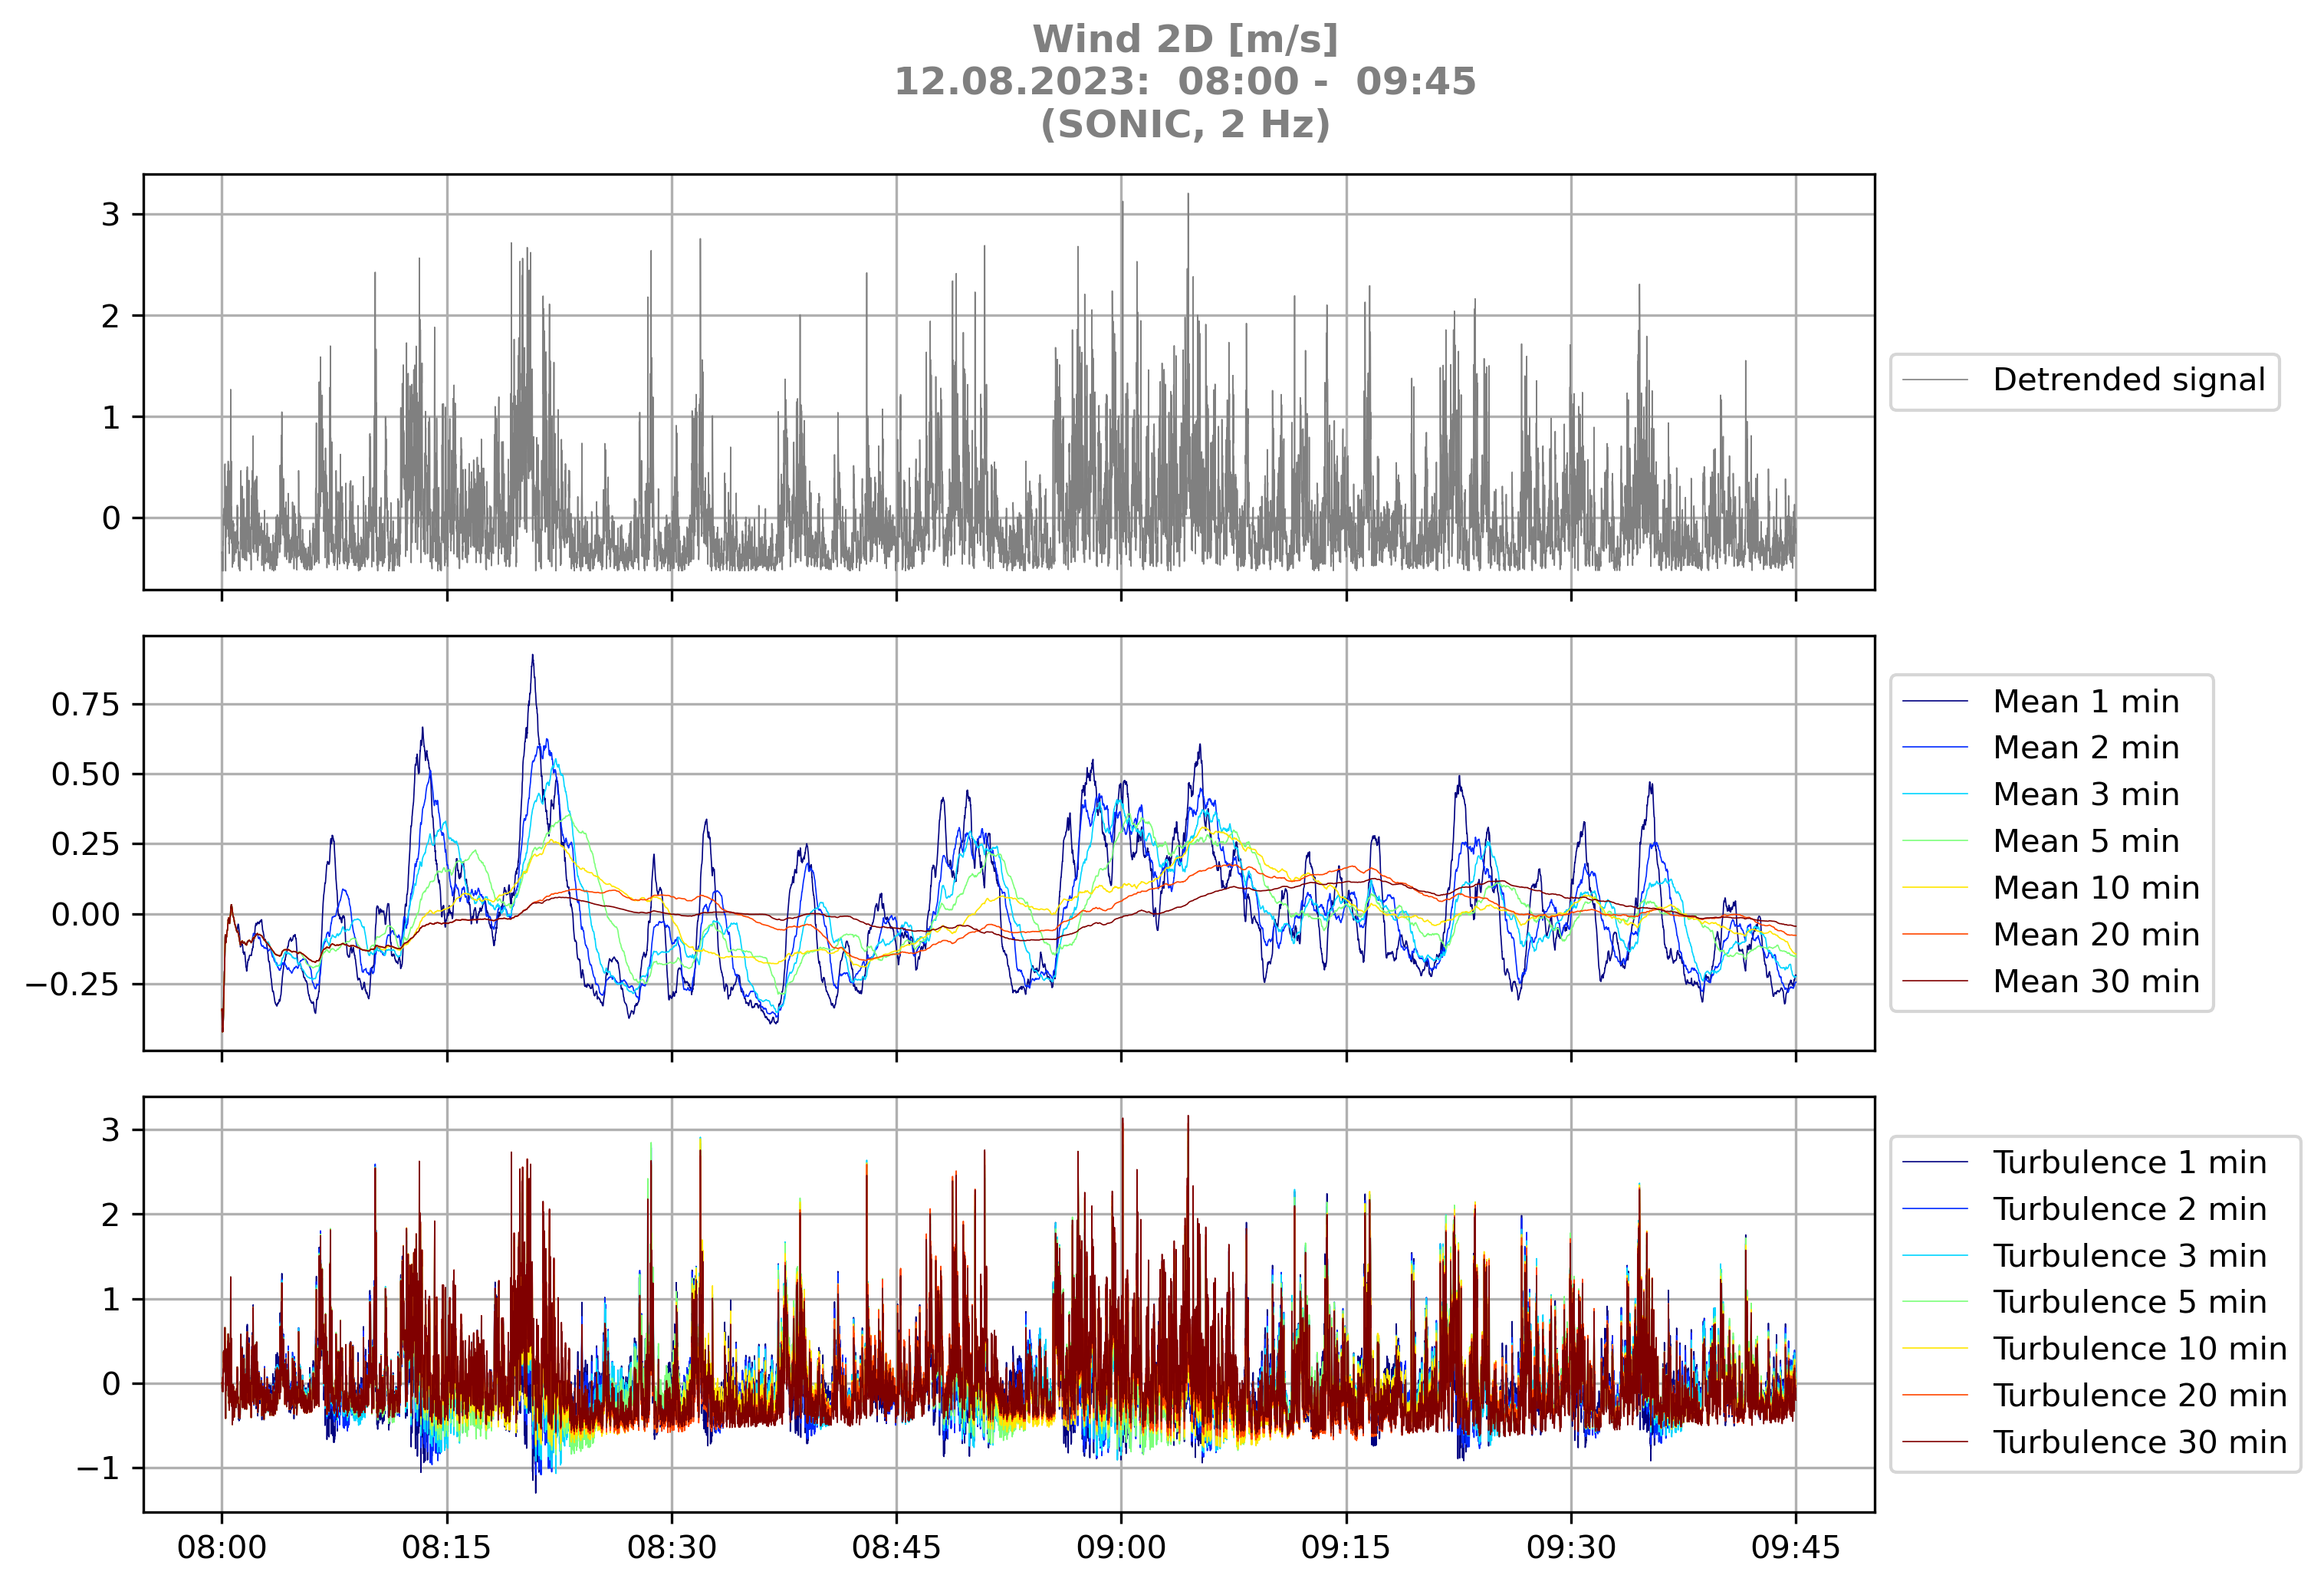 Wind 2D [m/s]
12.08.2023:  08:00 -  09:45
(SONIC, 2 Hz)
3
2
1
0
Detrended signal
0.75
0.50
0.25
0.00
−0.25
Mean 1 min
Mean 2 min
Mean 3 min
Mean 5 min
Mean 10 min
Mean 20 min
Mean 30 min
3
2
1
0
−1
Turbulence 1 min
Turbulence 2 min
Turbulence 3 min
Turbulence 5 min
Turbulence 10 min
Turbulence 20 min
Turbulence 30 min
08:00 08:15 08:30 08:45 09:00 09:15 09:30 09:45